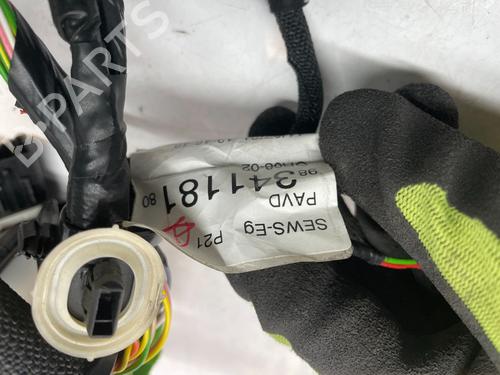 B-PARTS
98 341181 80
PAVD
SEWS-E9
P21